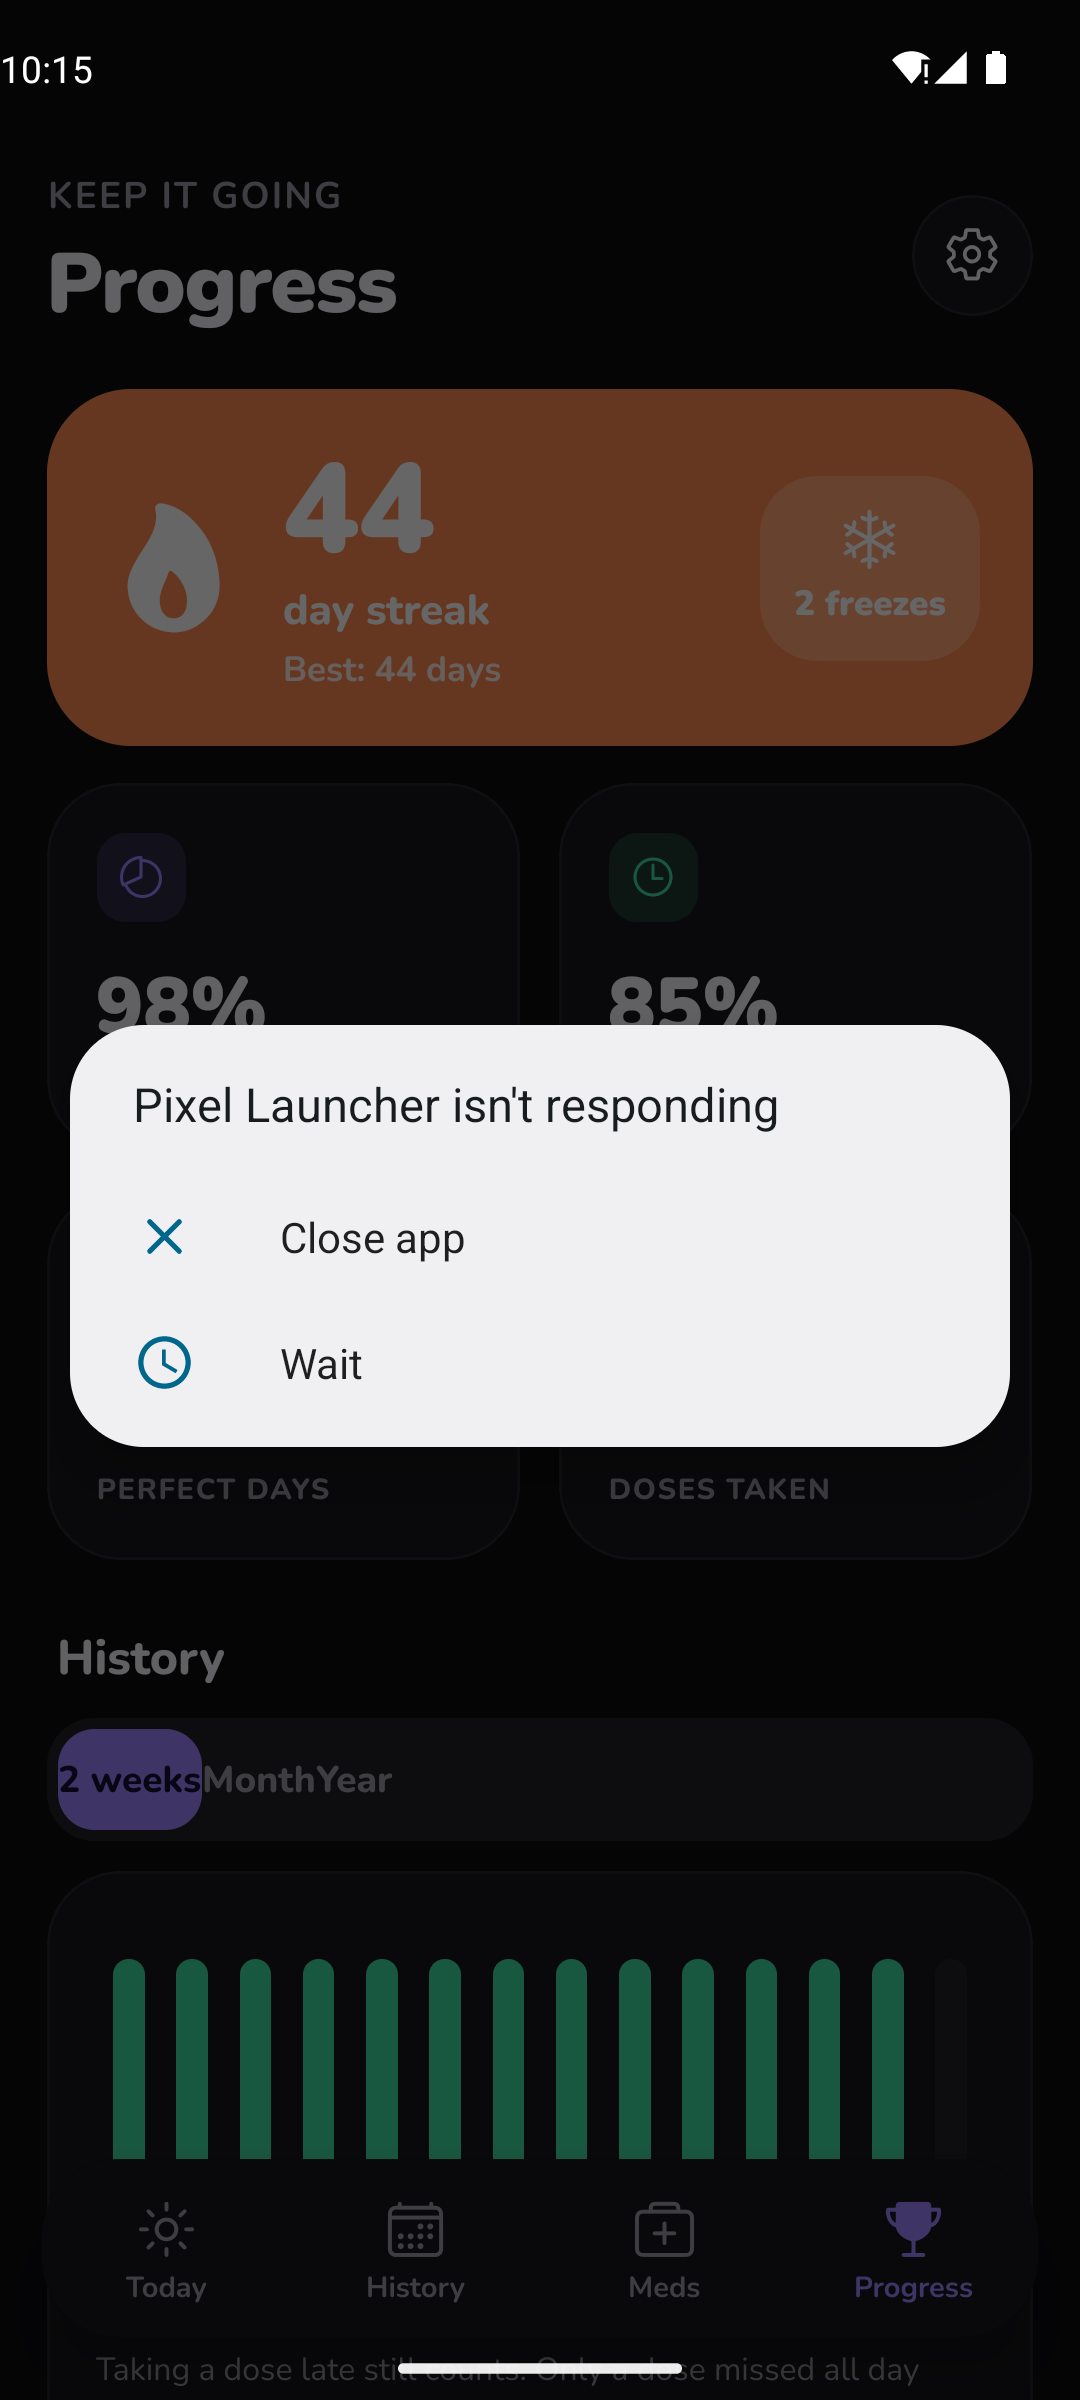 10:15
KEEP IT GOING
Progress
44
day streak
Best: 44 days
2 freezes
98%
85%
Pixel Launcher isn't responding
Close app
Wait
PERFECT DAYS
DOSES TAKEN
History
2 weeks
Month
Year
Today
History
Meds
Progress
Taking a dose late still counts. Only a dose missed all day